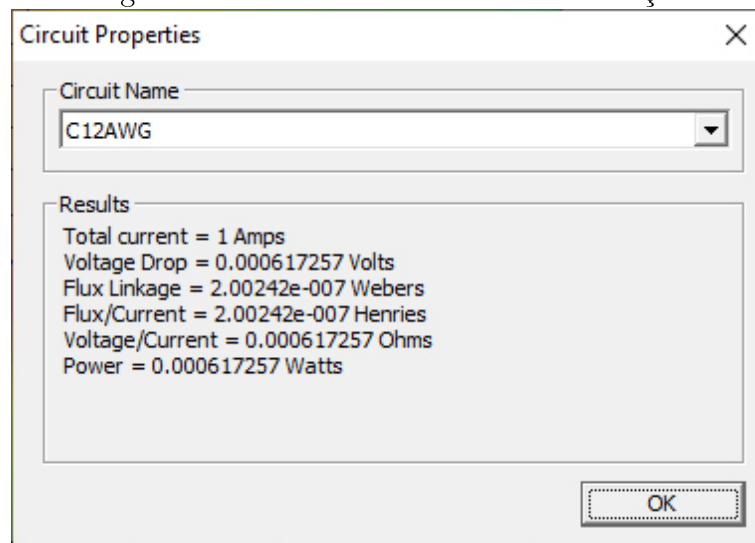 Circuit Properties
Circuit Name
C12AWG
Results
Total current = 1 Amps
Voltage Drop = 0.000617257 Volts
Flux Linkage = 2.00242e-007 Webers
Flux/Current = 2.00242e-007 Henries
Voltage/Current = 0.000617257 Ohms
Power = 0.000617257 Watts
OK